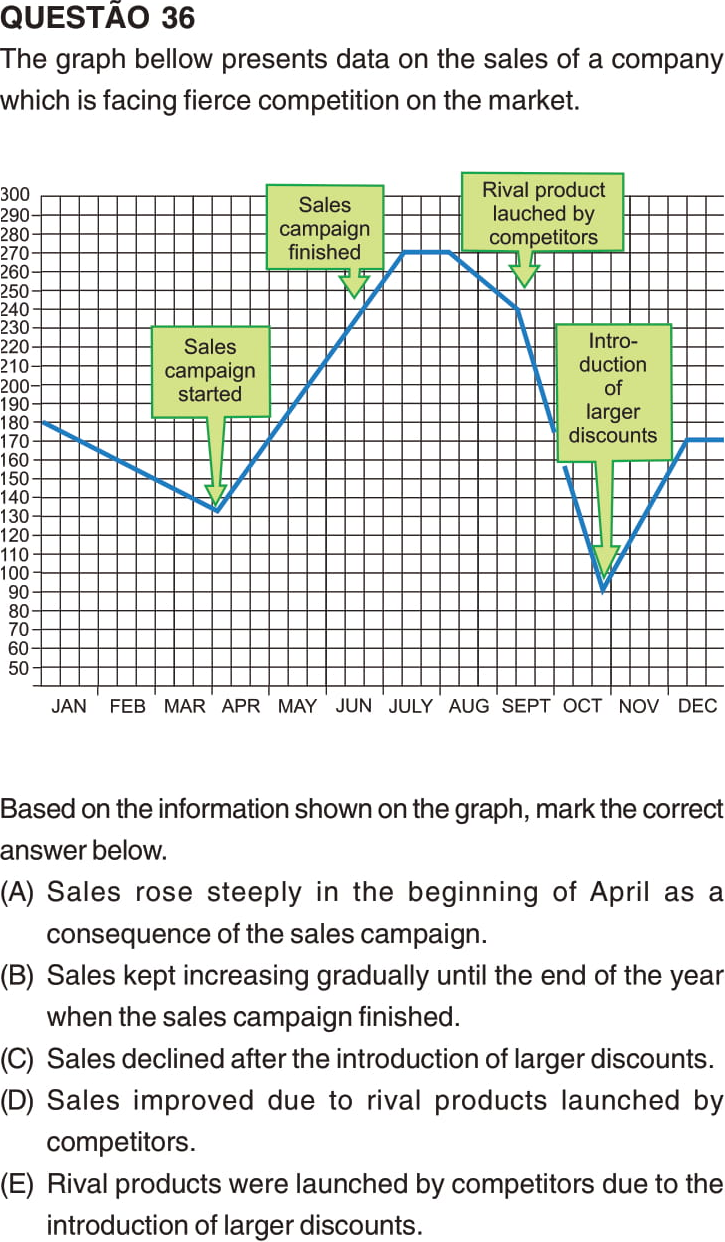 QUESTÃO 36
The graph bellow presents data on the sales of a company
which is facing fierce competition on the market.
300
290
280
270
260
250
240
230
220
210
200
190
180
170
160
150
140
130
120
110
100
90
80
70
60
50
Sales
campaign
started
Sales
campaign
finished
Rival product
lauched by
competitors
Intro-
duction
of
larger
discounts
JAN FEB MAR APR MAY JUN JULY AUG SEPT OCT NOV DEC
Based on the information shown on the graph, mark the correct
answer below.
(A) Sales rose steeply in the beginning of April as a
consequence of the sales campaign.
(B) Sales kept increasing gradually until the end of the year
when the sales campaign finished.
(C) Sales declined after the introduction of larger discounts.
(D) Sales improved due to rival products launched by
competitors.
(E) Rival products were launched by competitors due to the
introduction of larger discounts.